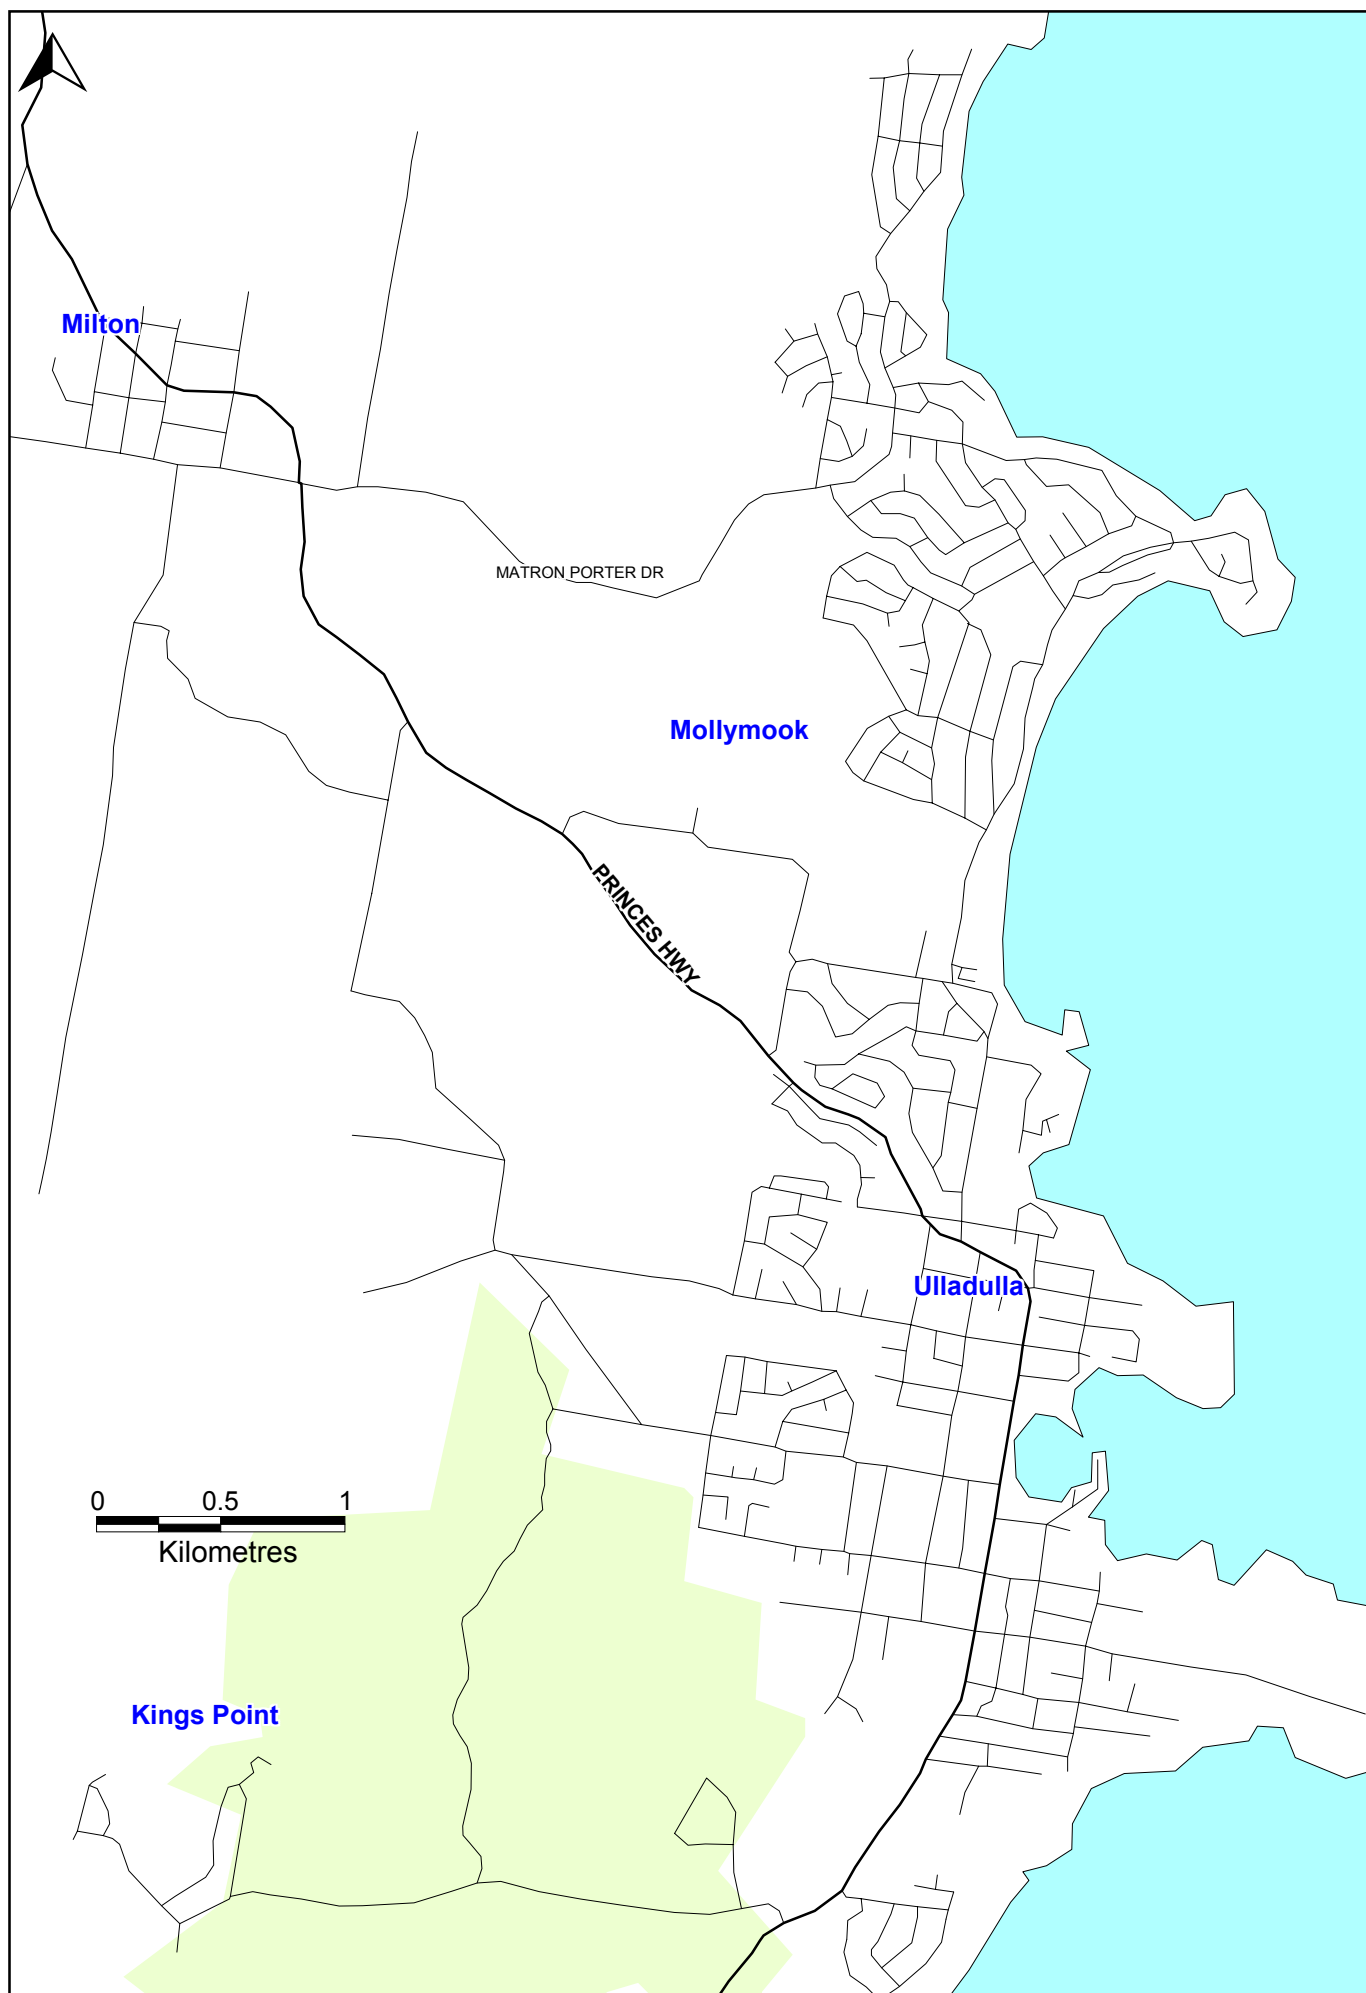 Milton
MATRON PORTER DR
Mollymook
PRINCES HWY
Ulladulla
0 0.5 1
Kilometres
Kings Point